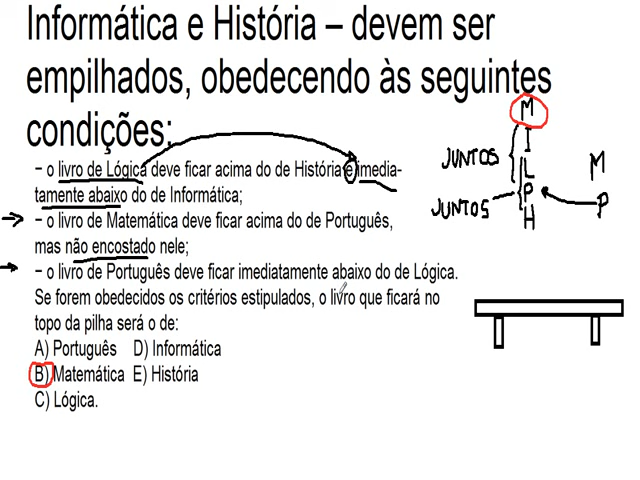 Informática e História – devem ser
empilhados, obedecendo às seguintes
condições:
– o livro de Lógica deve ficar acima do de História e imedia-
tamente abaixo do de Informática;
– o livro de Matemática deve ficar acima do de Português,
mas não encostado nele;
– o livro de Português deve ficar imediatamente abaixo do de Lógica.
Se forem obedecidos os critérios estipulados, o livro que ficará no
topo da pilha será o de:
A) Português D) Informática
B) Matemática E) História
C) Lógica.
M
I
JUNTOS
L
P
JUNTOS
H
M
P